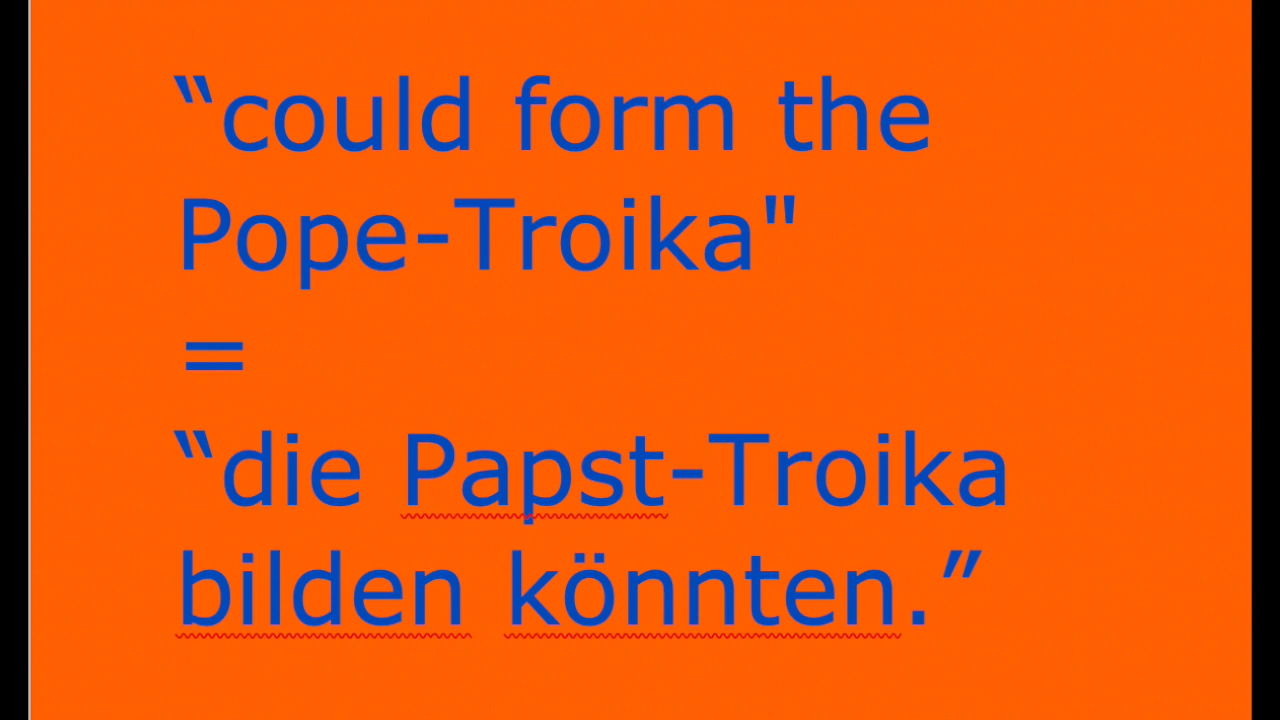 “could form the
Pope-Troika"
=
“die Papst-Troika
bilden könnten.”